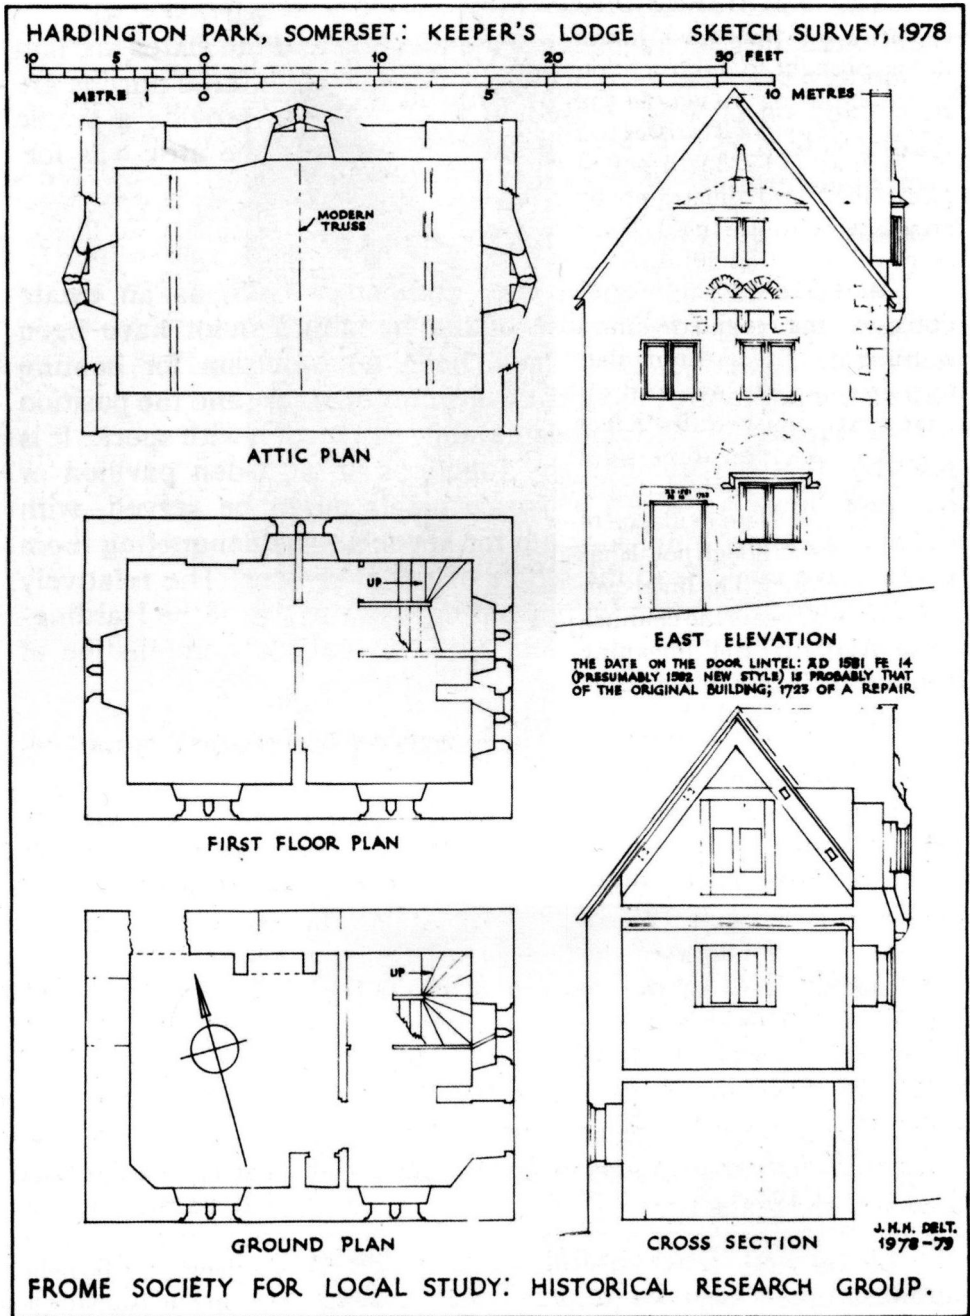 HARDINGTON PARK, SOMERSET: KEEPER'S LODGE SKETCH SURVEY, 1978
10 5 0 10 20 30 FEET
METRE 1 0 5 10 METRES
MODERN
TRUSS
ATTIC PLAN
UP
FIRST FLOOR PLAN
UP
GROUND PLAN
1723
EAST ELEVATION
THE DATE ON THE DOOR LINTEL: AD 1581 FE 14
(PRESUMABLY 1582 NEW STYLE) IS PROBABLY THAT
OF THE ORIGINAL BUILDING; 1723 OF A REPAIR
CROSS SECTION
J.H.H. DELT.
1978-79
FROME SOCIETY FOR LOCAL STUDY: HISTORICAL RESEARCH GROUP.